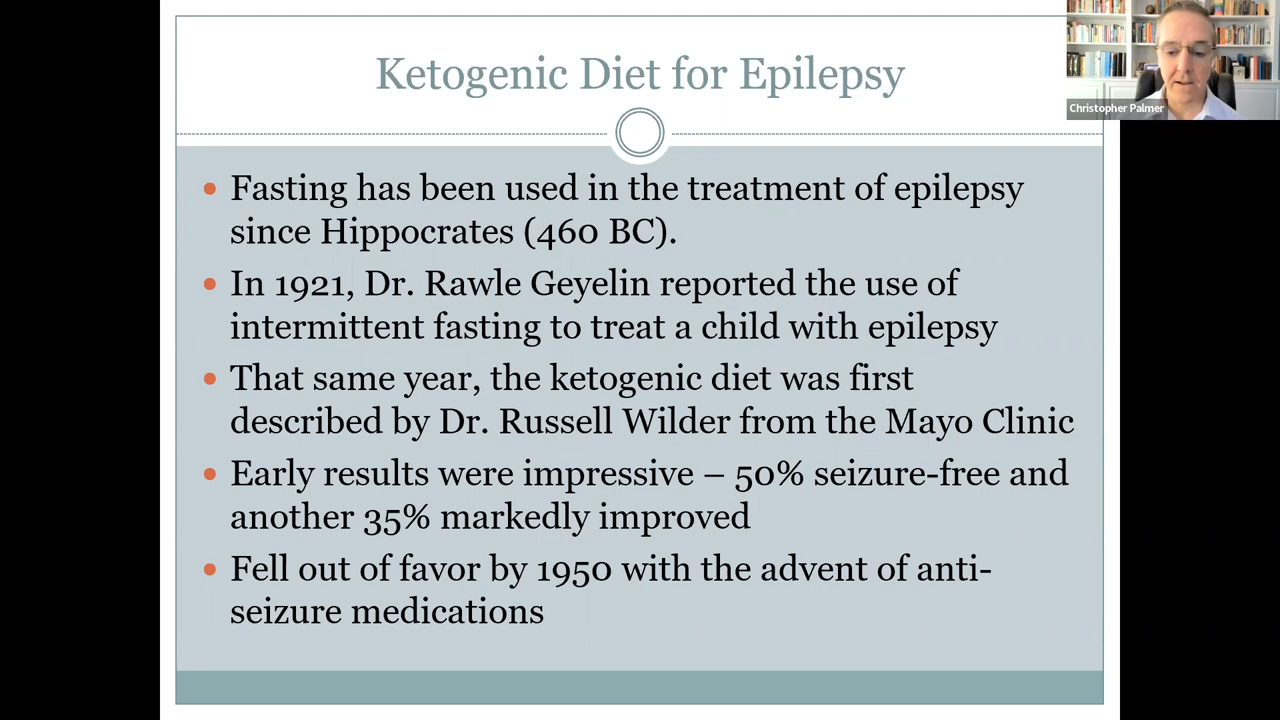 Ketogenic Diet for Epilepsy
Christopher Palmer
Fasting has been used in the treatment of epilepsy
since Hippocrates (460 BC).
In 1921, Dr. Rawle Geyelin reported the use of
intermittent fasting to treat a child with epilepsy
That same year, the ketogenic diet was first
described by Dr. Russell Wilder from the Mayo Clinic
Early results were impressive – 50% seizure-free and
another 35% markedly improved
Fell out of favor by 1950 with the advent of anti-
seizure medications